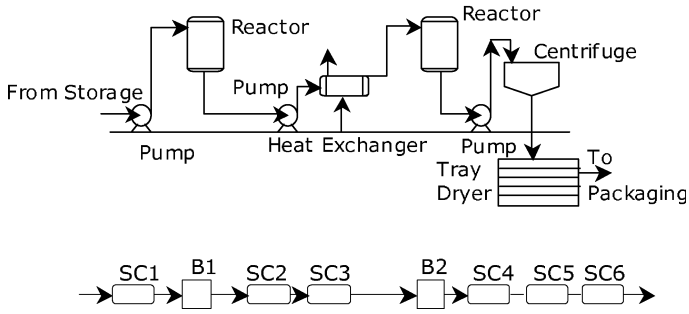 Reactor
Reactor
Centrifuge
Pump
From Storage
Pump
Heat Exchanger
Pump
Tray
Dryer
To
Packaging
SC1
B1
SC2
SC3
B2
SC4
SC5
SC6